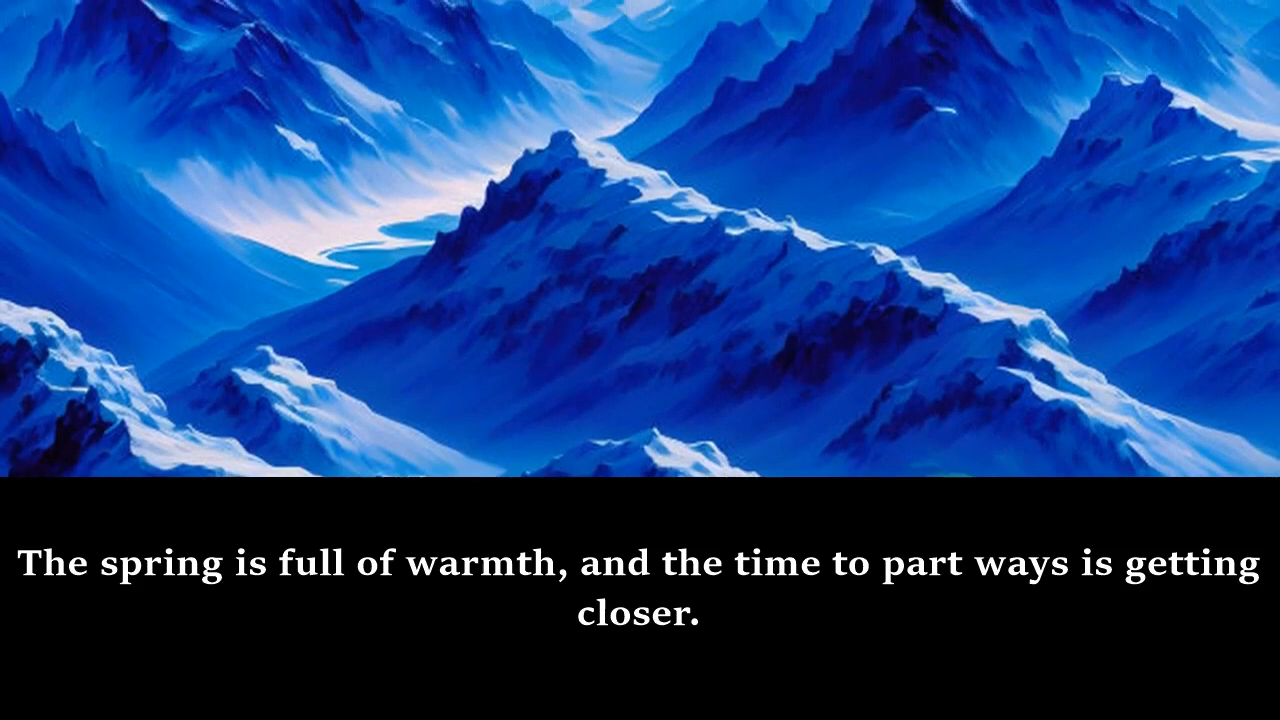 The spring is full of warmth, and the time to part ways is getting
closer.